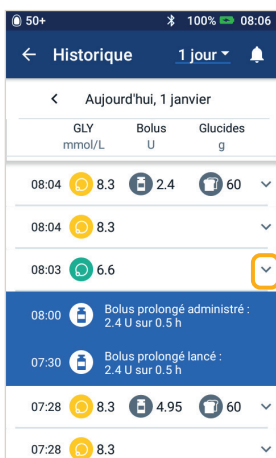 50+ 100% 08:06
Historique 1 jour
Aujourd'hui, 1 janvier
GLY Bolus Glucides
mmol/L U g
08:04 8.3 2.4 60
08:04 8.3
08:03 6.6
08:00 Bolus prolongé administré :
2.4 U sur 0.5 h
07:30 Bolus prolongé lancé :
2.4 U sur 0.5 h
07:28 8.3 4.95 60
07:28 8.3